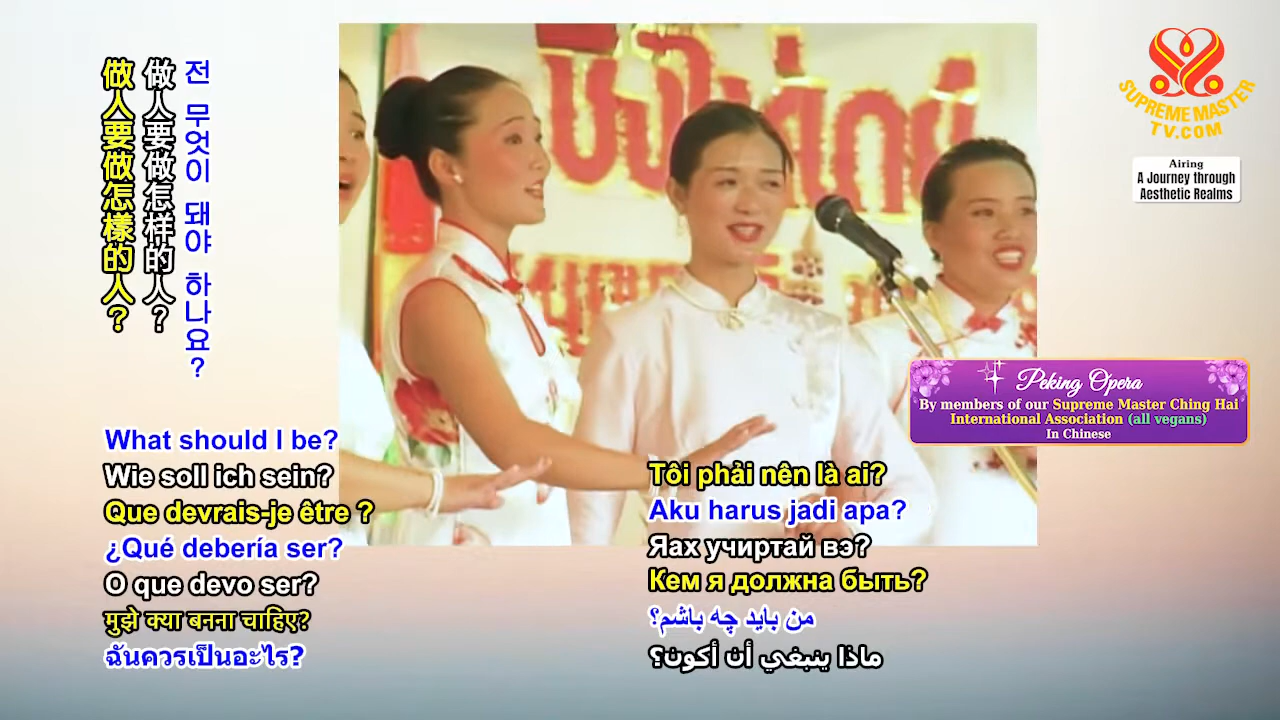 做人要做怎樣的人？
做人要做怎样的人？
전 무엇이 돼야 하나요?
What should I be?
Wie soll ich sein?
Que devrais-je être ?
¿Qué debería ser?
O que devo ser?
मुझे क्या बनना चाहिए?
ฉันควรเป็นอะไร?
Tôi phải nên là ai?
Aku harus jadi apa?
Яах учиртай вэ?
Кем я должна быть?
من باید چه باشم؟
ماذا ينبغي أن أكون؟
SUPREME MASTER
TV.COM
Airing
A Journey through
Aesthetic Realms
Peking Opera
By members of our Supreme Master Ching Hai
International Association (all vegans)
In Chinese